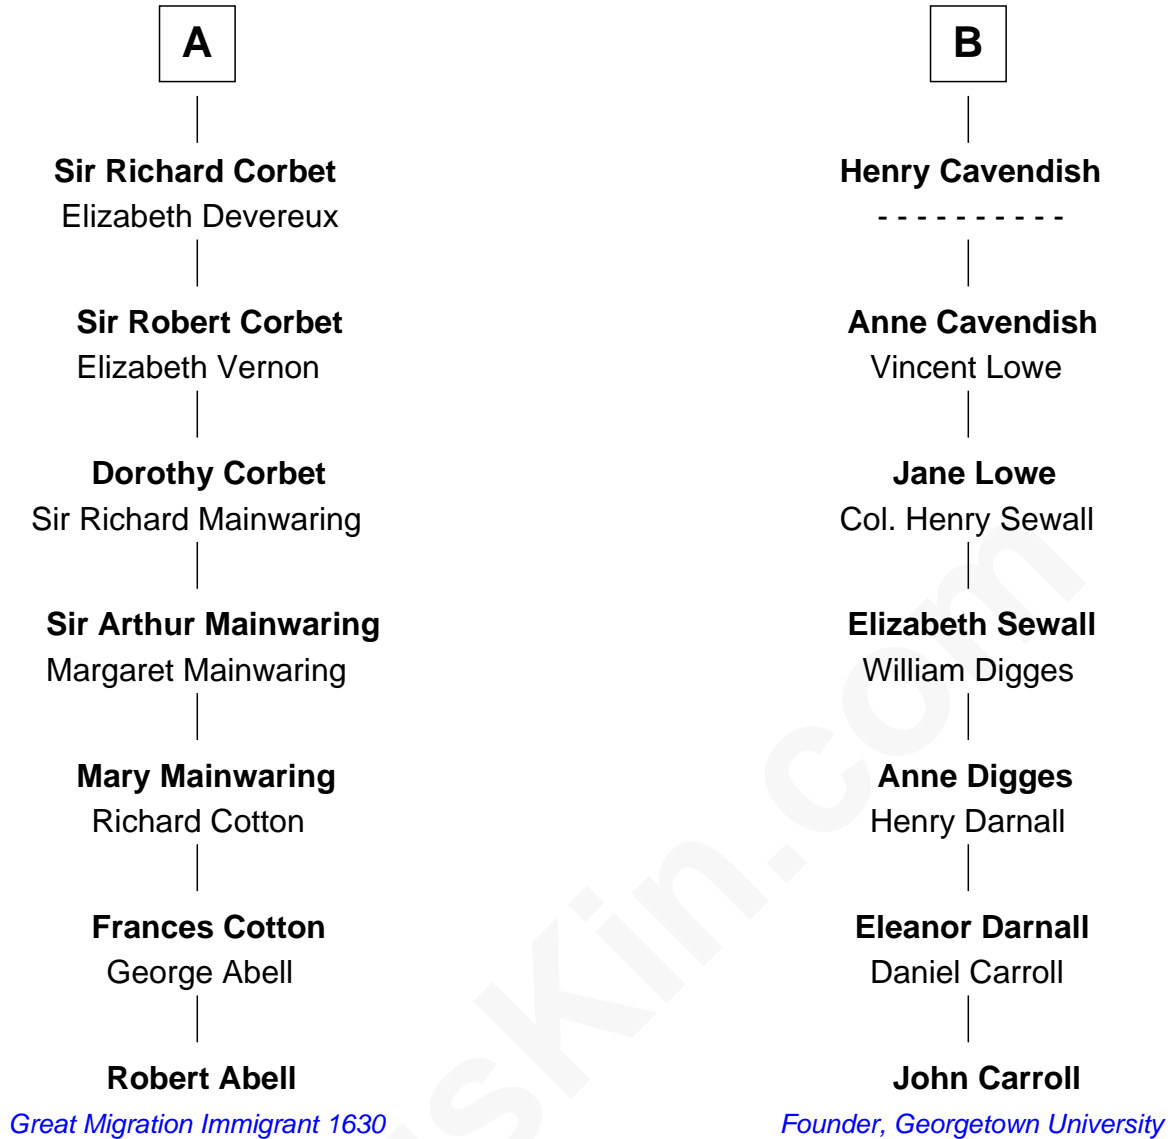 A
Sir Richard Corbet
Elizabeth Devereux
Sir Robert Corbet
Elizabeth Vernon
Dorothy Corbet
Sir Richard Mainwaring
Sir Arthur Mainwaring
Margaret Mainwaring
Mary Mainwaring
Richard Cotton
Frances Cotton
George Abell
Robert Abell
Great Migration Immigrant 1630
B
Henry Cavendish
- - - - - - - - - -
Anne Cavendish
Vincent Lowe
Jane Lowe
Col. Henry Sewall
Elizabeth Sewall
William Digges
Anne Digges
Henry Darnall
Eleanor Darnall
Daniel Carroll
John Carroll
Founder, Georgetown University